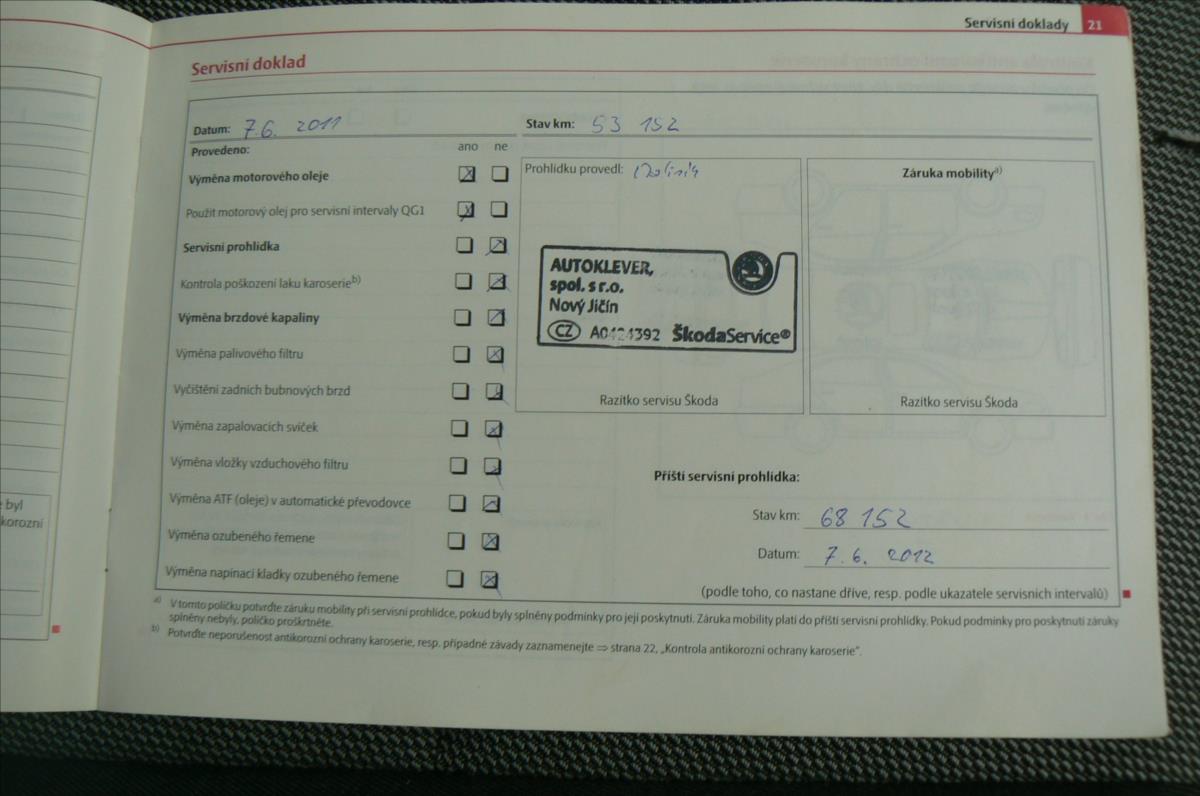 Servisní doklady 21
Servisní doklad
Datum: 7.6. 2011
Stav km: 53 152
Provedeno:
ano ne
Výměna motorového oleje
Použit motorový olej pro servisní intervaly QG1
Servisní prohlídka
Kontrola poškození laku karoserieb)
Výměna brzdové kapaliny
Výměna palivového filtru
Vyčištění zadních bubnových brzd
Výměna zapalovacích svíček
Výměna vložky vzduchového filtru
Výměna ATF (oleje) v automatické převodovce
Výměna ozubeného řemene
Výměna napínací kladky ozubeného řemene
Prohlídku provedl:
AUTOKLEVER,
spol. s r.o.
Nový Jičín
CZ A0424392 ŠkodaService®
Razítko servisu Škoda
Záruka mobilitya)
Razítko servisu Škoda
Příští servisní prohlídka:
Stav km: 68 152
Datum: 7.6. 2012
(podle toho, co nastane dříve, resp. podle ukazatele servisních intervalů)
a) V tomto políčku potvrďte záruku mobility při servisní prohlídce, pokud byly splněny podmínky pro její poskytnutí. Záruka mobility platí do příští servisní prohlídky. Pokud podmínky pro poskytnutí záruky
splněny nebyly, políčko proškrtněte.
b) Potvrďte neporušenost antikorozní ochrany karoserie, resp. případné závady zaznamenejte ⇒ strana 22, „Kontrola antikorozní ochrany karoserie“.
byl
korozní